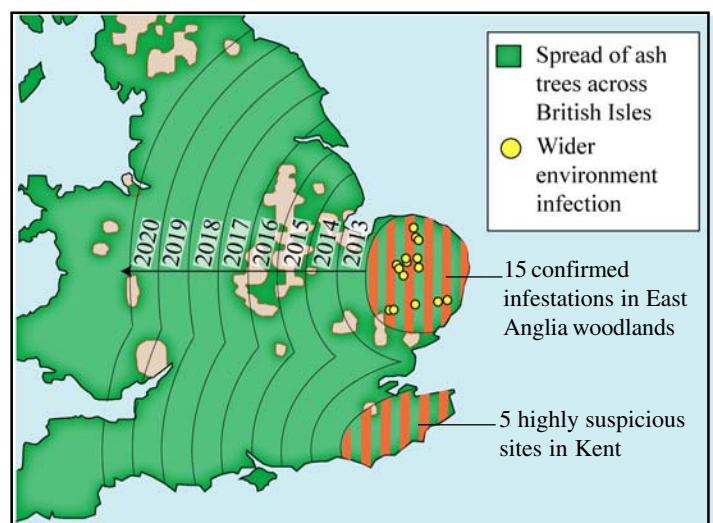 Spread of ash
trees across
British Isles
Wider
environment
infection
2020
2019
2018
2017
2016
2015
2014
2013
15 confirmed
infestations in East
Anglia woodlands
5 highly suspicious
sites in Kent